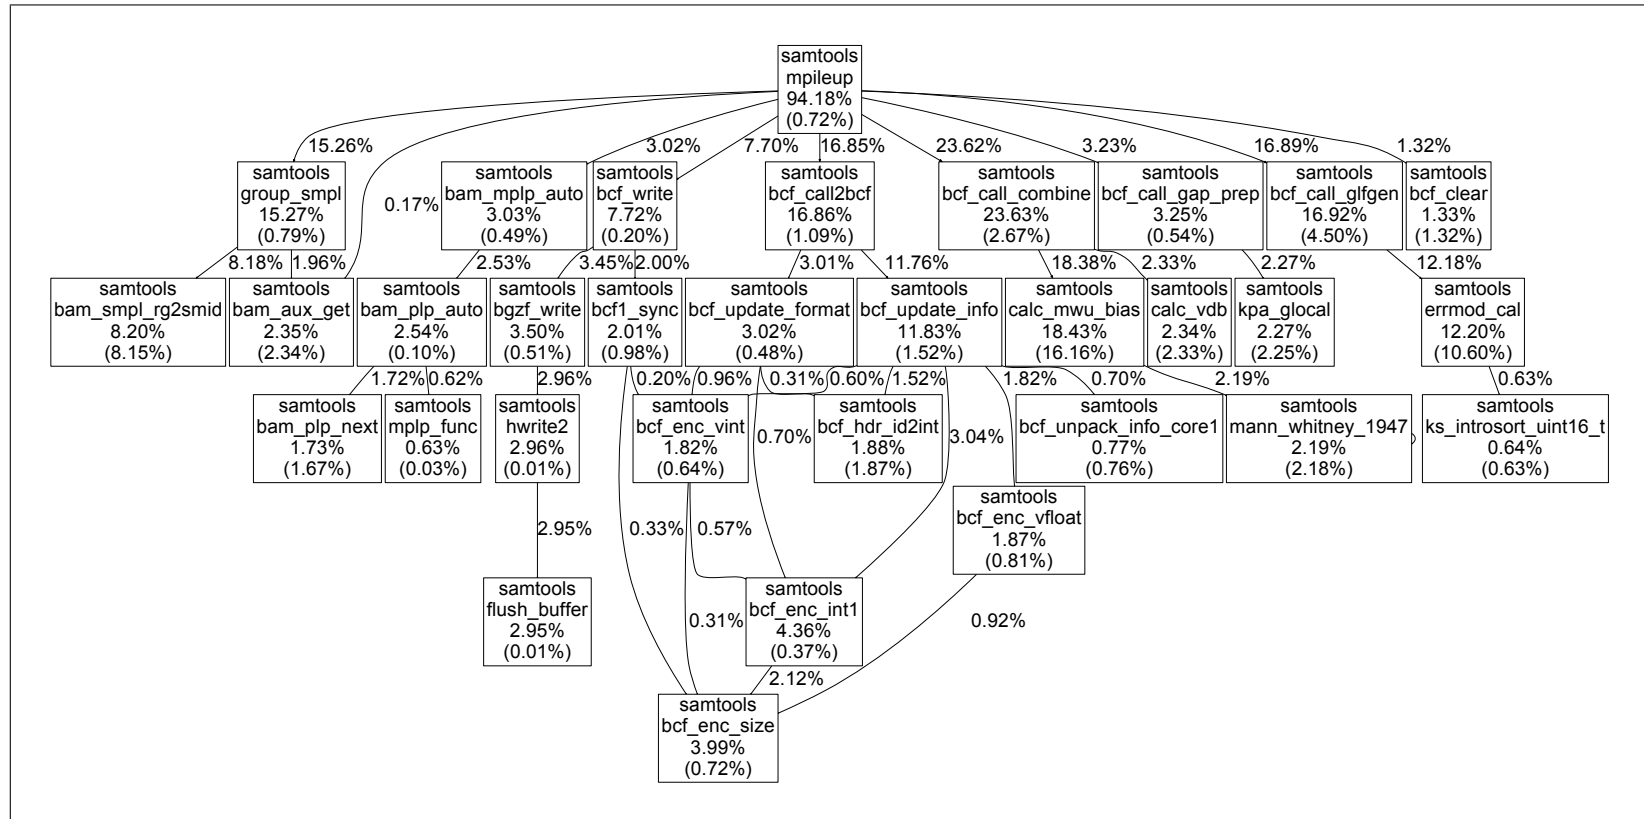 samtools
mpileup
94.18%
(0.72%)
15.26%
0.17%
3.02%
7.70%
16.85%
23.62%
3.23%
16.89%
1.32%
samtools
group_smpl
15.27%
(0.79%)
samtools
bam_mplp_auto
3.03%
(0.49%)
samtools
bcf_write
7.72%
(0.20%)
samtools
bcf_call2bcf
16.86%
(1.09%)
samtools
bcf_call_combine
23.63%
(2.67%)
samtools
bcf_call_gap_prep
3.25%
(0.54%)
samtools
bcf_call_glfgen
16.92%
(4.50%)
samtools
bcf_clear
1.33%
(1.32%)
8.18%
1.96%
2.53%
3.45%
2.00%
3.01%
11.76%
18.38%
2.33%
2.27%
12.18%
samtools
bam_smpl_rg2smid
8.20%
(8.15%)
samtools
bam_aux_get
2.35%
(2.34%)
samtools
bam_plp_auto
2.54%
(0.10%)
samtools
bgzf_write
3.50%
(0.51%)
samtools
bcf1_sync
2.01%
(0.98%)
samtools
bcf_update_format
3.02%
(0.48%)
samtools
bcf_update_info
11.83%
(1.52%)
samtools
calc_mwu_bias
18.43%
(16.16%)
samtools
calc_vdb
2.34%
(2.33%)
samtools
kpa_glocal
2.27%
(2.25%)
samtools
errmod_cal
12.20%
(10.60%)
1.72%
0.62%
2.96%
0.20%
0.96%
0.31%
0.60%
1.52%
1.82%
0.70%
2.19%
0.63%
samtools
bam_plp_next
1.73%
(1.67%)
samtools
mplp_func
0.63%
(0.03%)
samtools
hwrite2
2.96%
(0.01%)
samtools
bcf_enc_vint
1.82%
(0.64%)
0.70%
samtools
bcf_hdr_id2int
1.88%
(1.87%)
3.04%
samtools
bcf_unpack_info_core1
0.77%
(0.76%)
samtools
mann_whitney_1947
2.19%
(2.18%)
samtools
ks_introsort_uint16_t
0.64%
(0.63%)
2.95%
0.33%
0.57%
samtools
bcf_enc_vfloat
1.87%
(0.81%)
samtools
flush_buffer
2.95%
(0.01%)
0.31%
samtools
bcf_enc_int1
4.36%
(0.37%)
0.92%
2.12%
samtools
bcf_enc_size
3.99%
(0.72%)